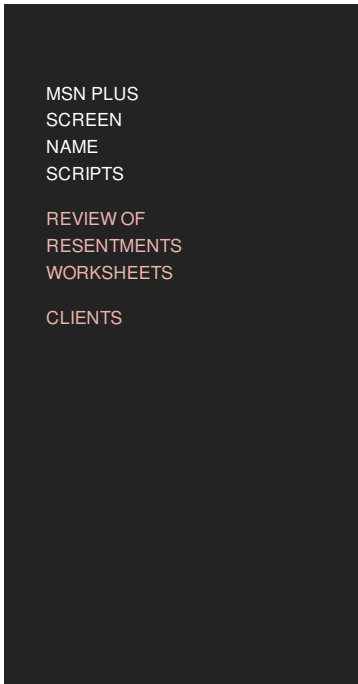 MSN PLUS
SCREEN
NAME
SCRIPTS
REVIEW OF
RESENTMENTS
WORKSHEETS
CLIENTS